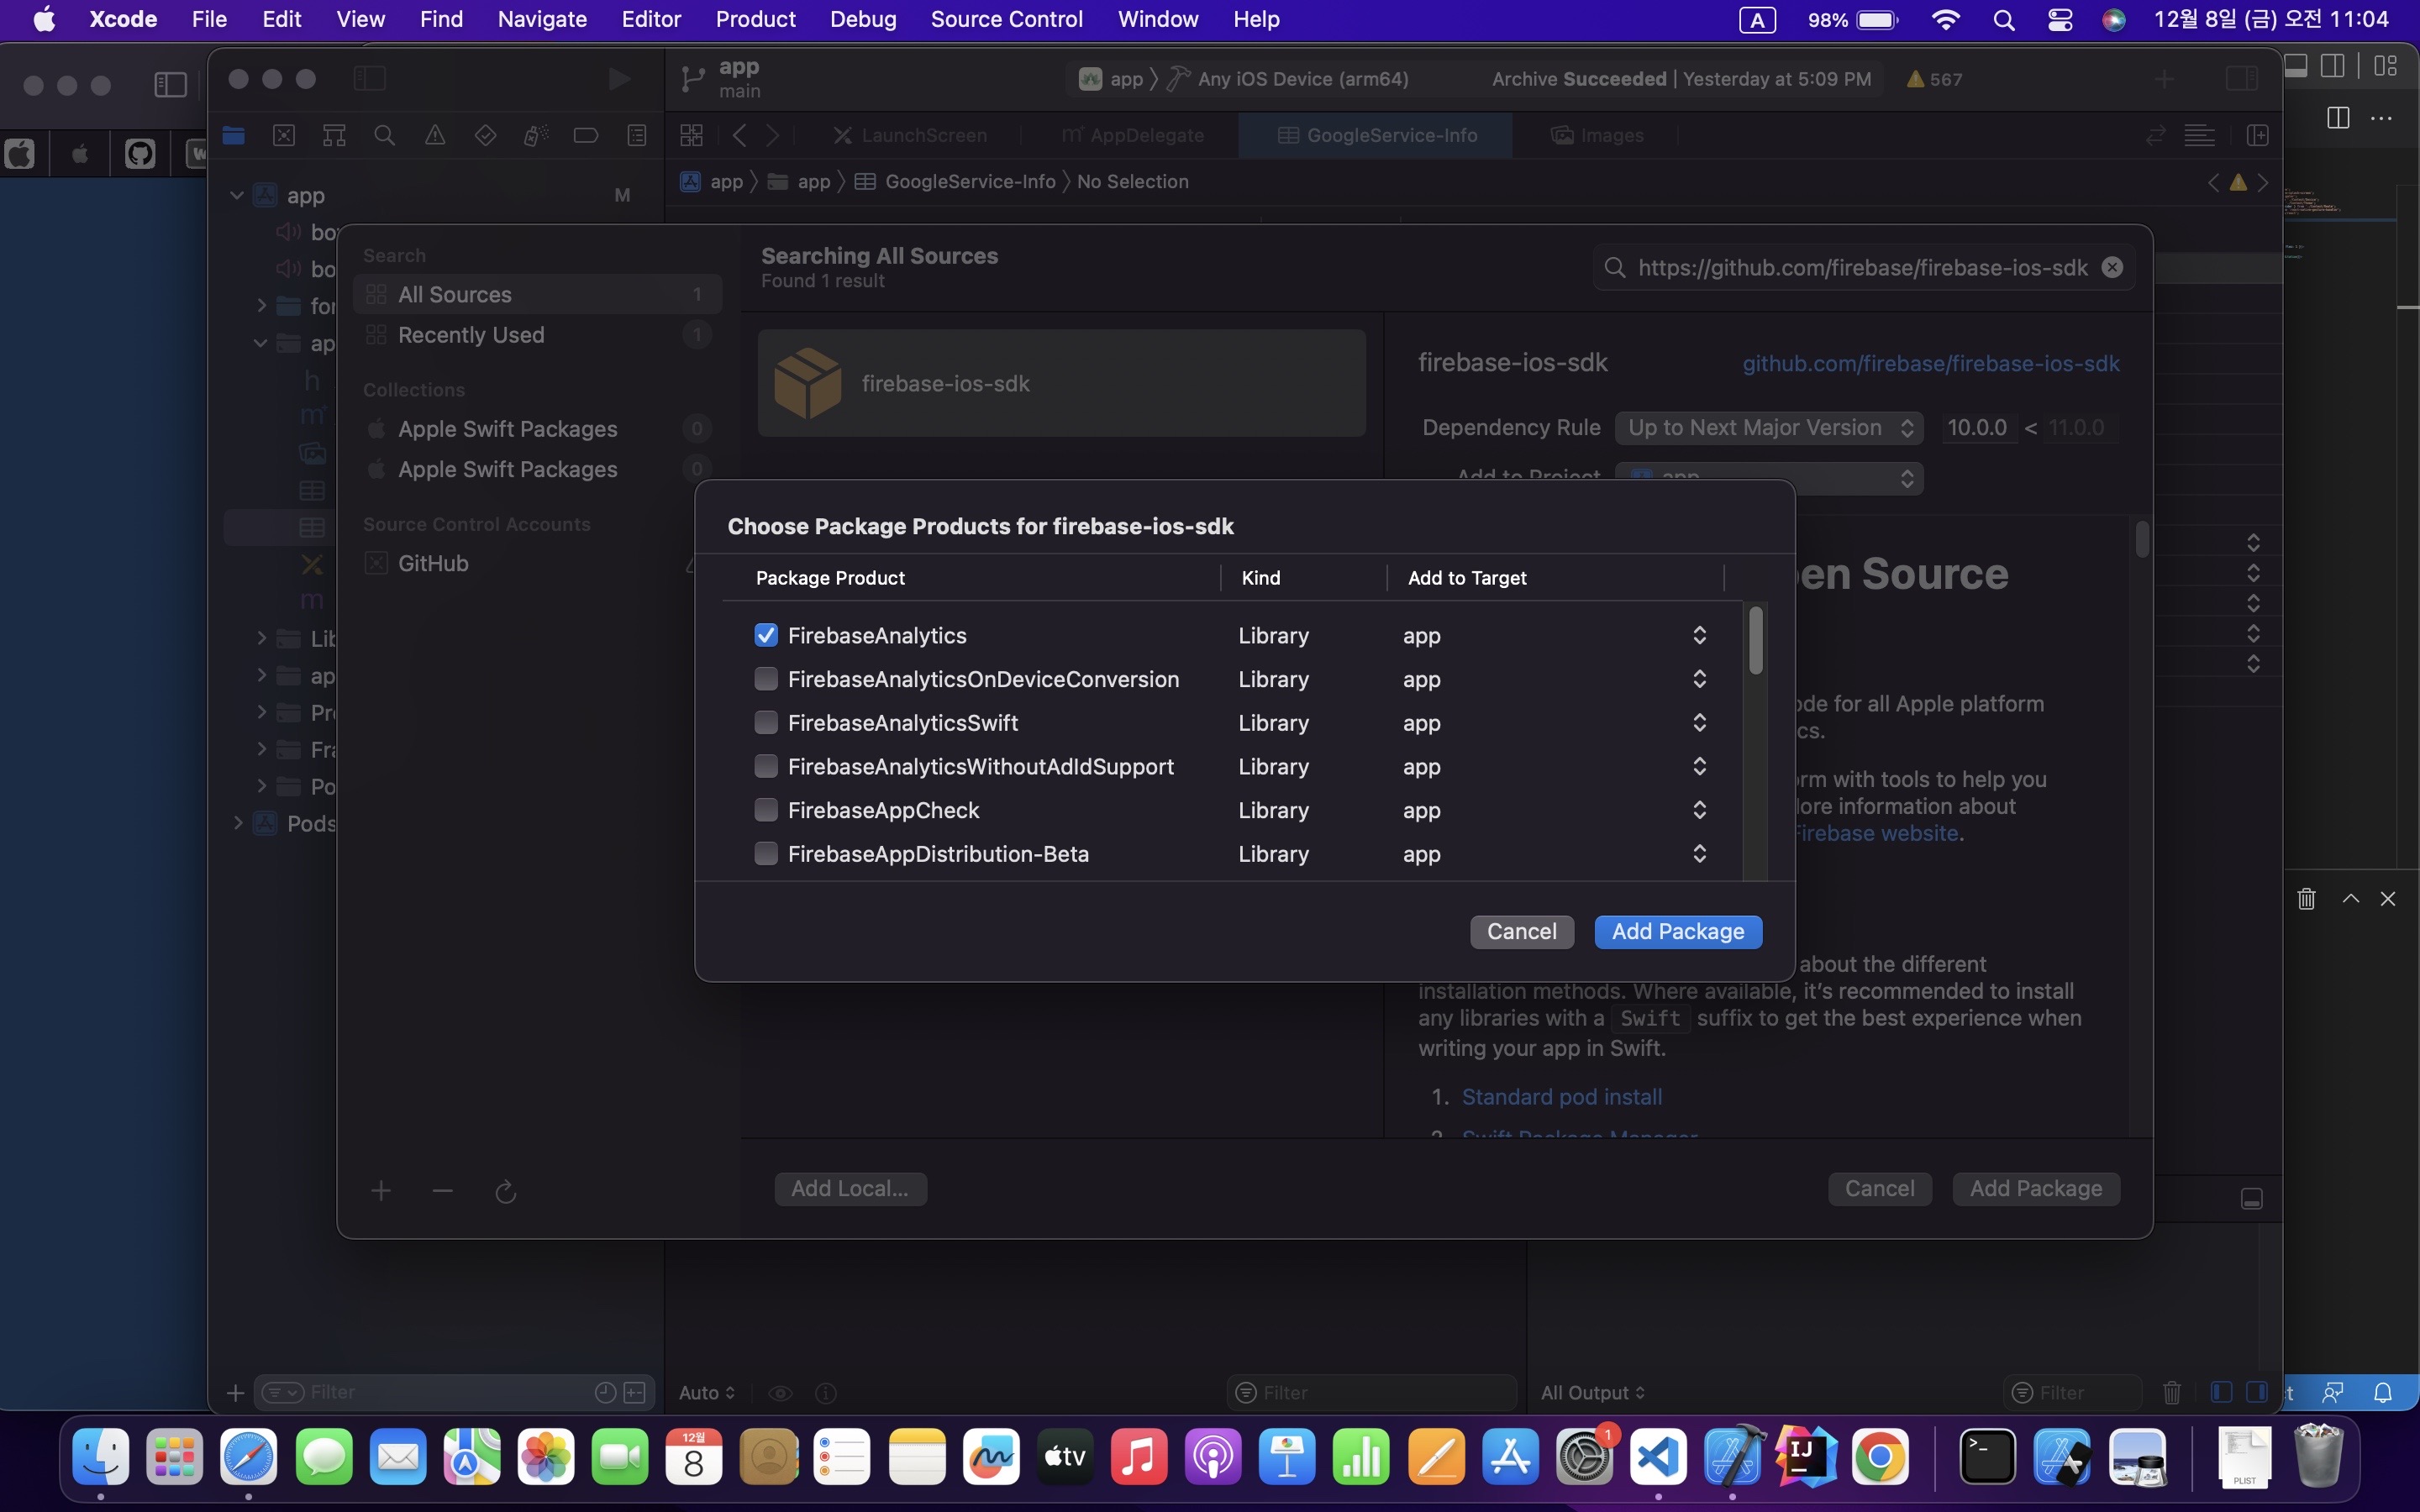 Xcode File Edit View Find Navigate Editor Product Debug Source Control Window Help A 98% 12월 8일 (금) 오전 11:04
app
main
app 〉 Any iOS Device (arm64)
Archive Succeeded | Yesterday at 5:09 PM
567
LaunchScreen
AppDelegate
GoogleService-Info
Images
app 〉 app 〉 GoogleService-Info 〉 No Selection
app M
bo
bo
for
ap
h
m
m
Lib
ap
Pr
Fra
Po
Pods
Search
All Sources 1
Recently Used 1
Collections
Apple Swift Packages 0
Apple Swift Packages 0
Source Control Accounts
GitHub
Searching All Sources
Found 1 result
https://github.com/firebase/firebase-ios-sdk
firebase-ios-sdk
firebase-ios-sdk github.com/firebase/firebase-ios-sdk
Dependency Rule Up to Next Major Version 10.0.0 < 11.0.0
Add to Project app
Choose Package Products for firebase-ios-sdk
Package Product Kind Add to Target
FirebaseAnalytics Library app
FirebaseAnalyticsOnDeviceConversion Library app
FirebaseAnalyticsSwift Library app
FirebaseAnalyticsWithoutAdIdSupport Library app
FirebaseAppCheck Library app
FirebaseAppDistribution-Beta Library app
Cancel Add Package
en Source
ode for all Apple platform
cs.
rm with tools to help you
lore information about
Firebase website.
about the different
installation methods. Where available, it's recommended to install
any libraries with a Swift suffix to get the best experience when
writing your app in Swift.
1. Standard pod install
2. Swift Package Manager
Add Local...
Cancel Add Package
Filter
Auto
Filter
All Output
Filter
12월
8
tv
1
IJ
>_
PLIST